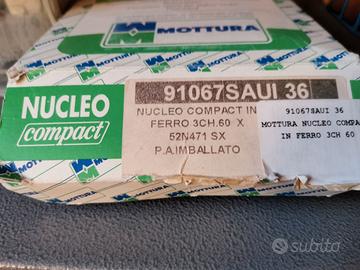 MOTTURA
NUCLEO
compact
91067SAUI 36
NUCLEO COMPACT IN
FERRO 3CH.60 X
52N471 SX
P.A.IMBALLATO
91067SAUI 36
MOTTURA NUCLEO COMPA
IN FERRO 3CH 60
MOTTURA
subito